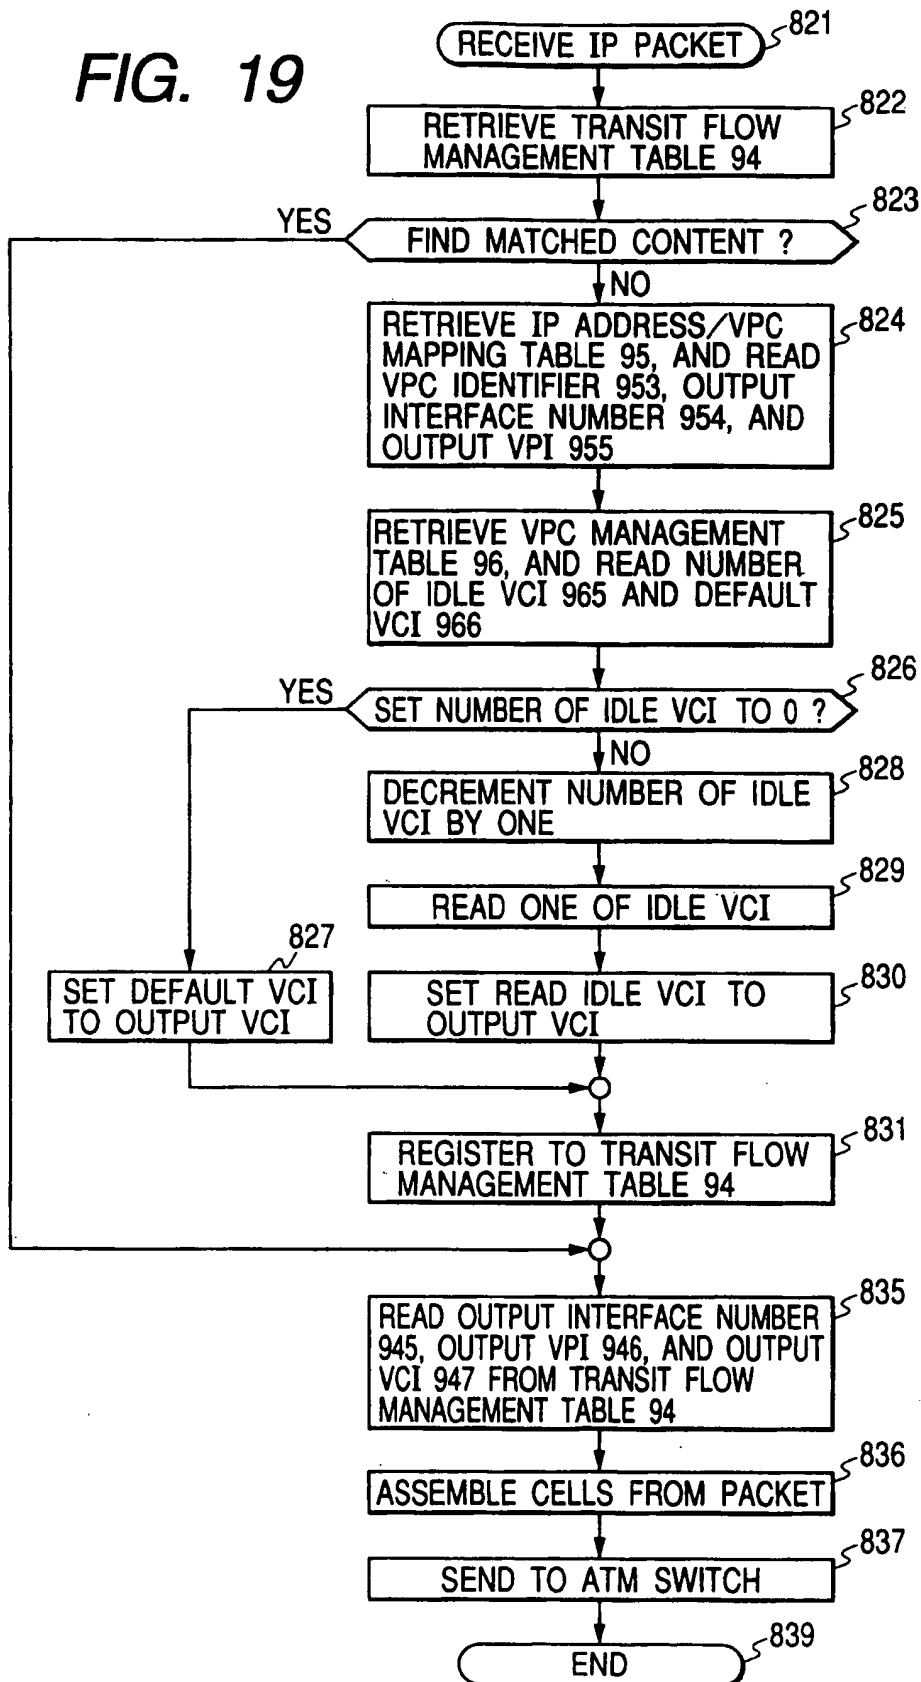 FIG. 19
RECEIVE IP PACKET
821
RETRIEVE TRANSIT FLOW
MANAGEMENT TABLE 94
822
823
YES
FIND MATCHED CONTENT ?
NO
RETRIEVE IP ADDRESS/VPC
MAPPING TABLE 95, AND READ
VPC IDENTIFIER 953, OUTPUT
INTERFACE NUMBER 954, AND
OUTPUT VPI 955
824
RETRIEVE VPC MANAGEMENT
TABLE 96, AND READ NUMBER
OF IDLE VCI 965 AND DEFAULT
VCI 966
825
826
YES
SET NUMBER OF IDLE VCI TO 0 ?
NO
DECREMENT NUMBER OF IDLE
VCI BY ONE
828
829
READ ONE OF IDLE VCI
827
SET DEFAULT VCI
TO OUTPUT VCI
SET READ IDLE VCI TO
OUTPUT VCI
830
REGISTER TO TRANSIT FLOW
MANAGEMENT TABLE 94
831
835
READ OUTPUT INTERFACE NUMBER
945, OUTPUT VPI 946, AND OUTPUT
VCI 947 FROM TRANSIT FLOW
MANAGEMENT TABLE 94
836
ASSEMBLE CELLS FROM PACKET
837
SEND TO ATM SWITCH
839
END